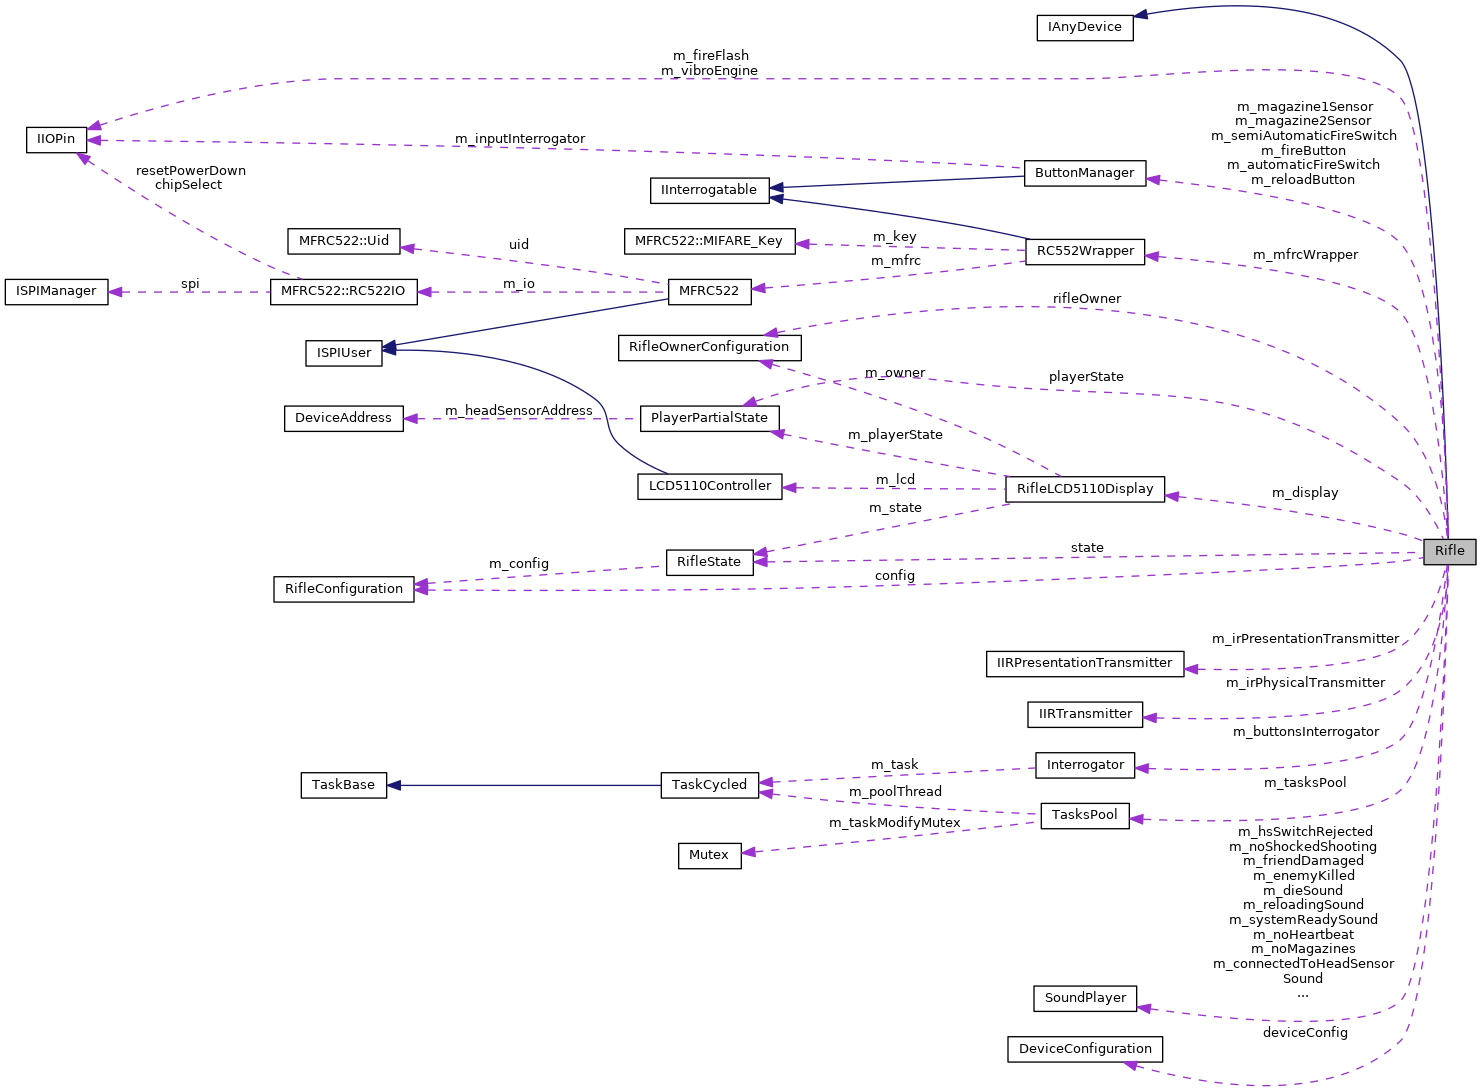 IAnyDevice
m_fireFlash
m_vibroEngine
m_magazine1Sensor
m_magazine2Sensor
m_semiAutomaticFireSwitch
m_fireButton
m_automaticFireSwitch
m_reloadButton
IIOPin
m_inputInterrogator
resetPowerDown
chipSelect
ButtonManager
IInterrogatable
MFRC522::Uid
uid
MFRC522::MIFARE_Key
m_key
RC552Wrapper
m_mfrcWrapper
m_mfrc
ISPIManager
spi
MFRC522::RC522IO
m_io
MFRC522
rifleOwner
ISPIUser
RifleOwnerConfiguration
m_owner
playerState
DeviceAddress
m_headSensorAddress
PlayerPartialState
m_playerState
LCD5110Controller
m_lcd
RifleLCD5110Display
m_display
m_state
Rifle
state
RifleState
m_config
config
RifleConfiguration
m_irPresentationTransmitter
IIRPresentationTransmitter
m_irPhysicalTransmitter
IIRTransmitter
m_buttonsInterrogator
Interrogator
m_task
TaskBase
TaskCycled
m_tasksPool
m_poolThread
TasksPool
m_taskModifyMutex
Mutex
m_hsSwitchRejected
m_noShockedShooting
m_friendDamaged
m_enemyKilled
m_dieSound
m_reloadingSound
m_systemReadySound
m_noHeartbeat
m_noMagazines
m_connectedToHeadSensor
Sound
...
SoundPlayer
deviceConfig
DeviceConfiguration